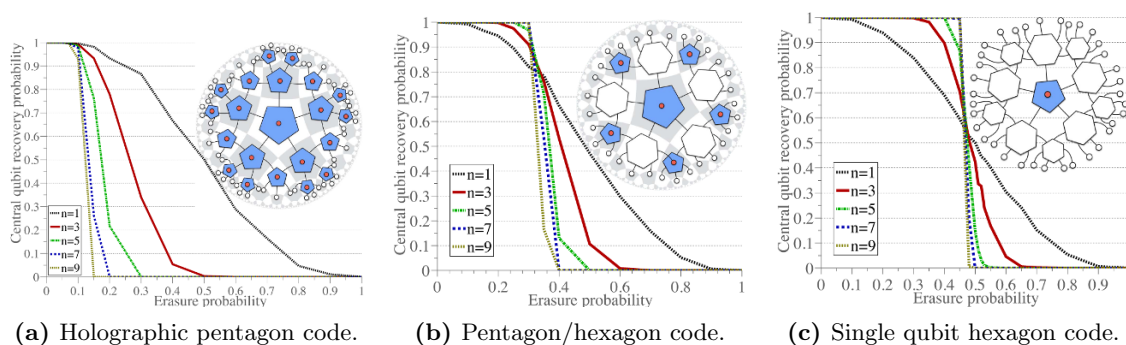 Central qubit recovery probability
1
0.9
0.8
0.7
0.6
0.5
0.4
0.3
0.2
0.1
0
n=1
n=3
n=5
n=7
n=9
0 0.1 0.2 0.3 0.4 0.5 0.6 0.7 0.8 0.9 1
Erasure probability
(a) Holographic pentagon code.
Central qubit recovery probability
1
0.9
0.8
0.7
0.6
0.5
0.4
0.3
0.2
0.1
0
n=1
n=3
n=5
n=7
n=9
0 0.2 0.4 0.6 0.8 1
Erasure probability
(b) Pentagon/hexagon code.
Central qubit recovery probability
1
0.9
0.8
0.7
0.6
0.5
0.4
0.3
0.2
0.1
0
n=1
n=3
n=5
n=7
n=9
0 0.1 0.2 0.3 0.4 0.5 0.6 0.7 0.8 0.9
Erasure probability
(c) Single qubit hexagon code.